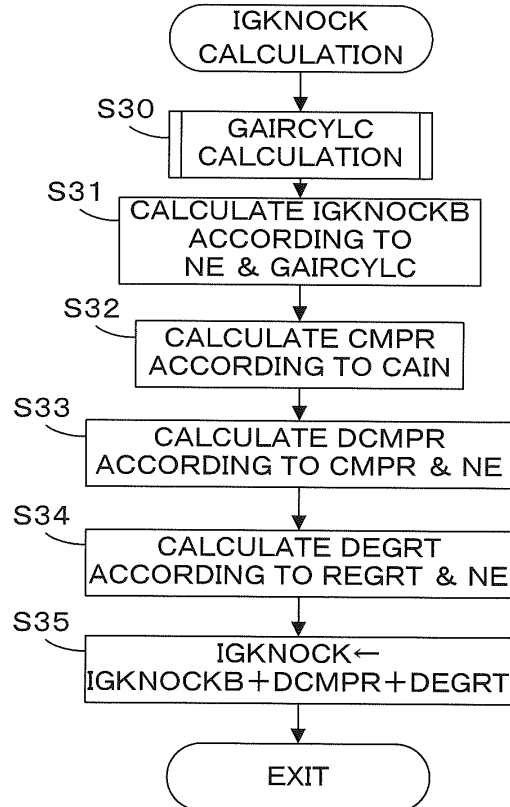 IGKNOCK
CALCULATION
S30
GAIRCYLC
CALCULATION
S31
CALCULATE IGKNOCKB
ACCORDING TO
NE & GAIRCYLC
S32
CALCULATE CMPR
ACCORDING TO CAIN
S33
CALCULATE DCMPR
ACCORDING TO CMPR & NE
S34
CALCULATE DEGRT
ACCORDING TO REGRT & NE
S35
IGKNOCK←
IGKNOCKB+DCMPR+DEGRT
EXIT